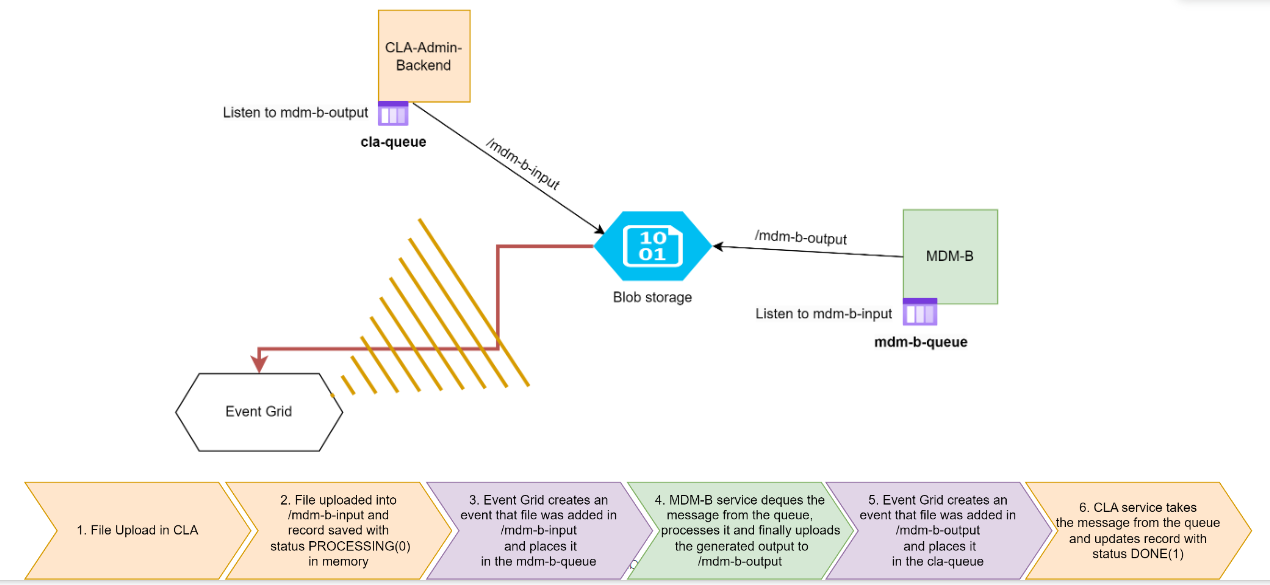 CLA-Admin-
Backend
Listen to mdm-b-output
cla-queue
/mdm-b-input
10
01
Blob storage
/mdm-b-output
MDM-B
Listen to mdm-b-input
mdm-b-queue
Event Grid
1. File Upload in CLA
2. File uploaded into
/mdm-b-input and
record saved with
status PROCESSING(0)
in memory
3. Event Grid creates an
event that file was added in
/mdm-b-input
and places it
in the mdm-b-queue
4. MDM-B service deques the
message from the queue,
processes it and finally uploads
the generated output to
/mdm-b-output
5. Event Grid creates an
event that file was added in
/mdm-b-output
and places it
in the cla-queue
6. CLA service takes
the message from the queue
and updates record with
status DONE(1)